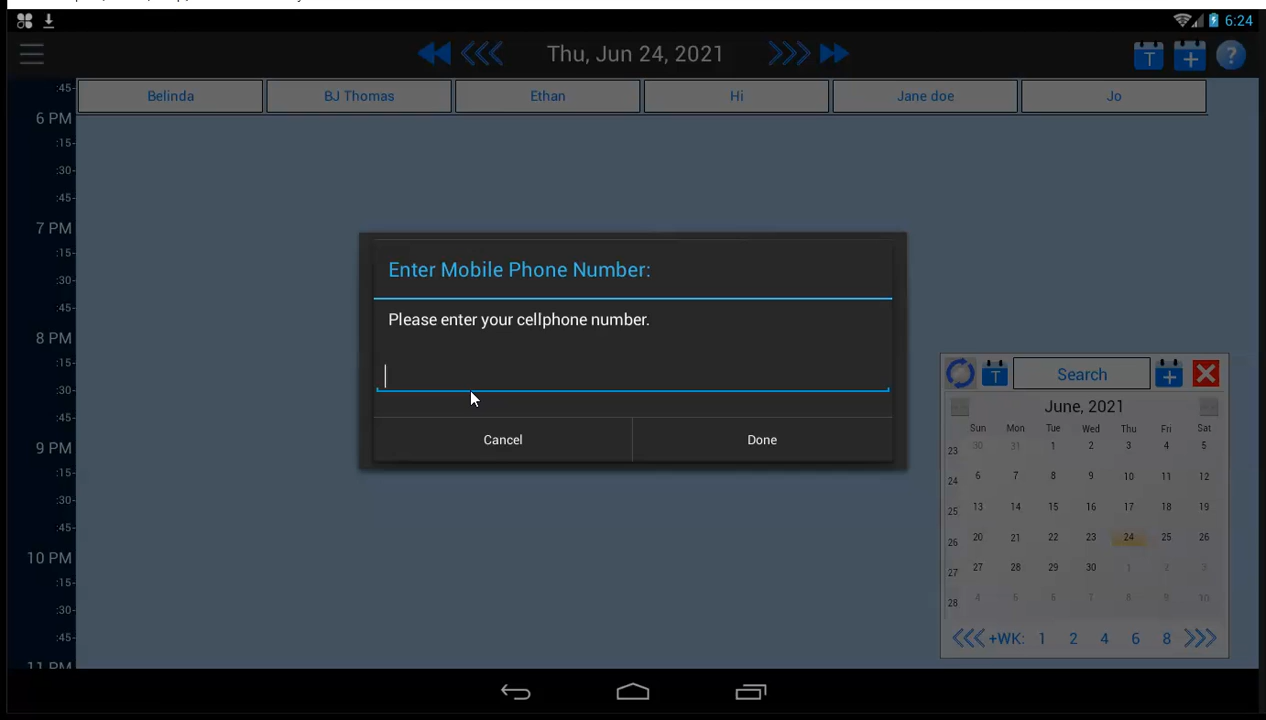 6:24
Thu, Jun 24, 2021
T + ?
Belinda BJ Thomas Ethan Hi Jane doe Jo
:45-
6 PM
:15-
:30-
:45-
7 PM
:15-
:30-
:45-
8 PM
:15-
:30-
:45-
9 PM
:15-
:30-
:45-
10 PM
:15-
:30-
:45-
11 PM
Enter Mobile Phone Number:
Please enter your cellphone number.
Cancel Done
T Search +
June, 2021
Sun Mon Tue Wed Thu Fri Sat
23 30 31 1 2 3 4 5
24 6 7 8 9 10 11 12
25 13 14 15 16 17 18 19
26 20 21 22 23 24 25 26
27 27 28 29 30 1 2 3
28 4 5 6 7 8 9 10
+WK: 1 2 4 6 8